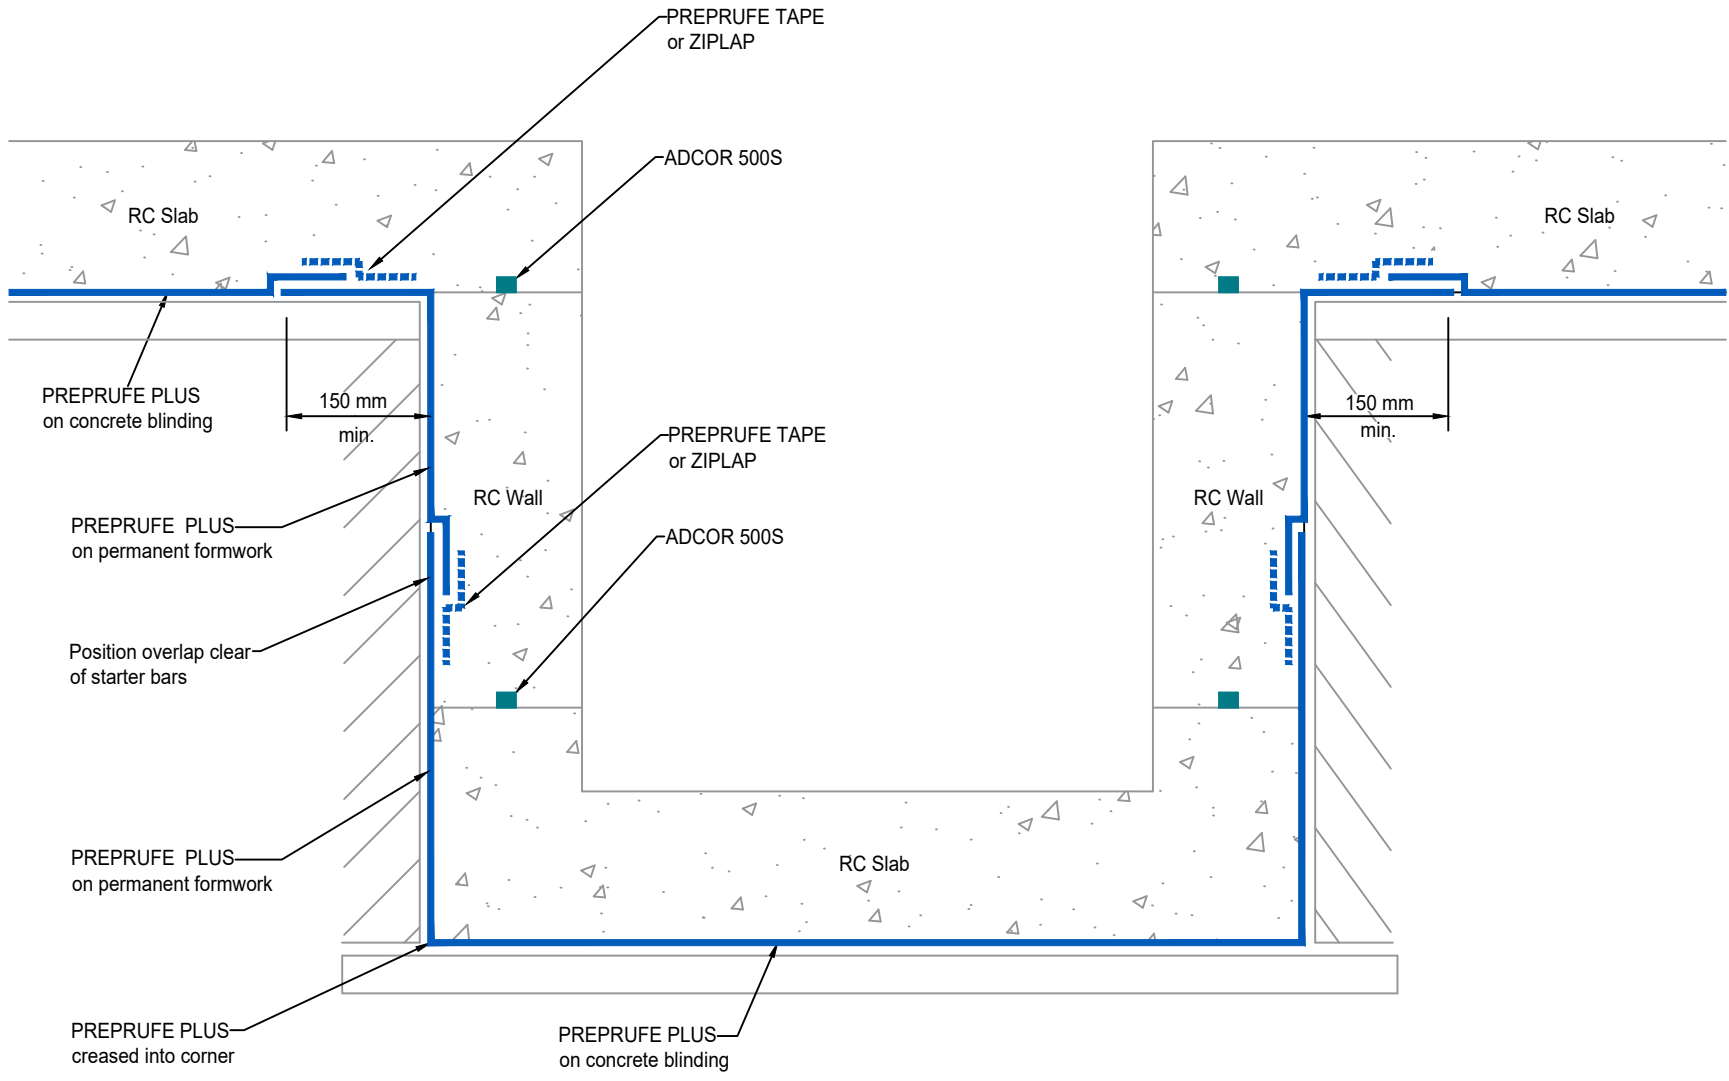 PREPRUFE TAPE
or ZIPLAP
ADCOR 500S
RC Slab
RC Slab
PREPRUFE PLUS
on concrete blinding
150 mm
min.
150 mm
min.
PREPRUFE TAPE
or ZIPLAP
RC Wall
RC Wall
PREPRUFE PLUS
on permanent formwork
ADCOR 500S
Position overlap clear
of starter bars
PREPRUFE PLUS
on permanent formwork
RC Slab
PREPRUFE PLUS
creased into corner
PREPRUFE PLUS
on concrete blinding